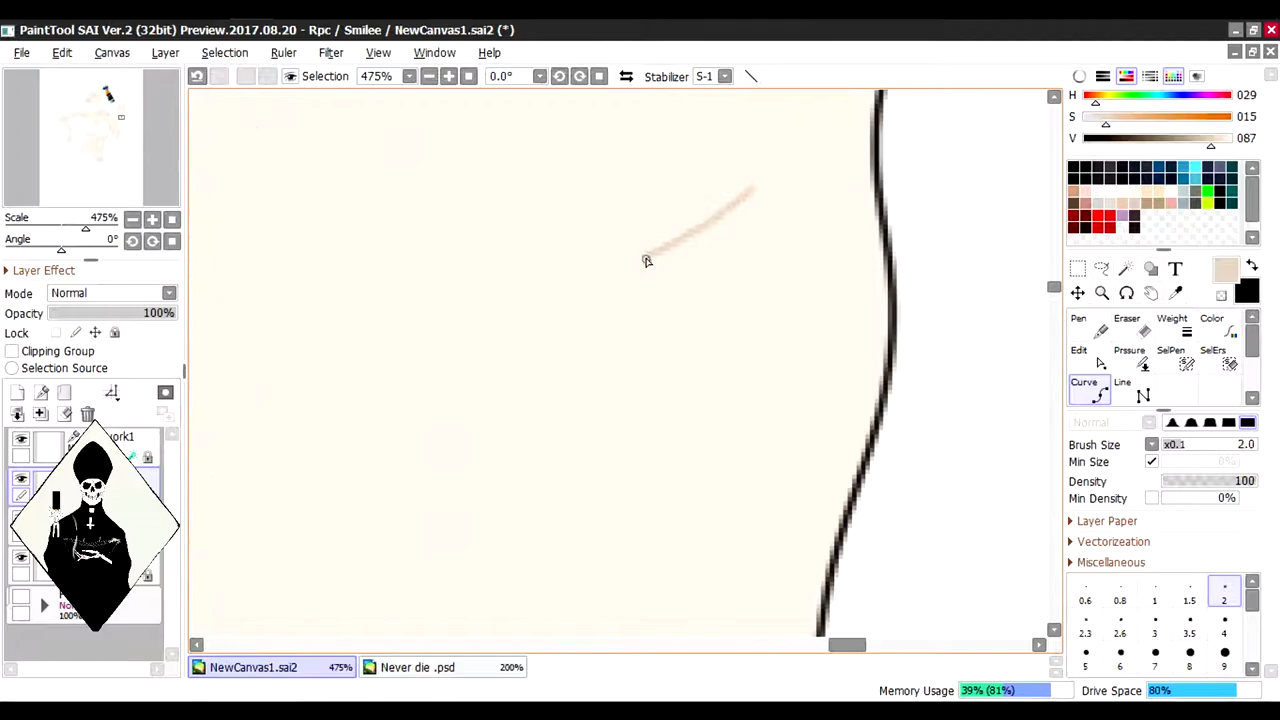 PaintTool SAI Ver.2 (32bit) Preview.2017.08.20 - Rpc / Smilee / NewCanvas1.sai2 (*)
File Edit Canvas Layer Selection Ruler Filter View Window Help
Selection 475% 0.0° Stabilizer S-1
H 029
S 015
V 087
Scale 475%
Angle 0°
Layer Effect
Mode Normal
Opacity 100%
Lock
Clipping Group
Selection Source
work1
100%
T
Pen Eraser Weight Color
Edit Prssure SelPen SelErs
Curve Line
Normal
Brush Size x0.1 2.0
Min Size 0%
Density 100
Min Density 0%
Layer Paper
Vectorizeation
Miscellaneous
0.6 0.8 1 1.5 2
2.3 2.6 3 3.5 4
5 6 7 8 9
NewCanvas1.sai2 475% Never die .psd 200%
Memory Usage 39% (81%) Drive Space 80%